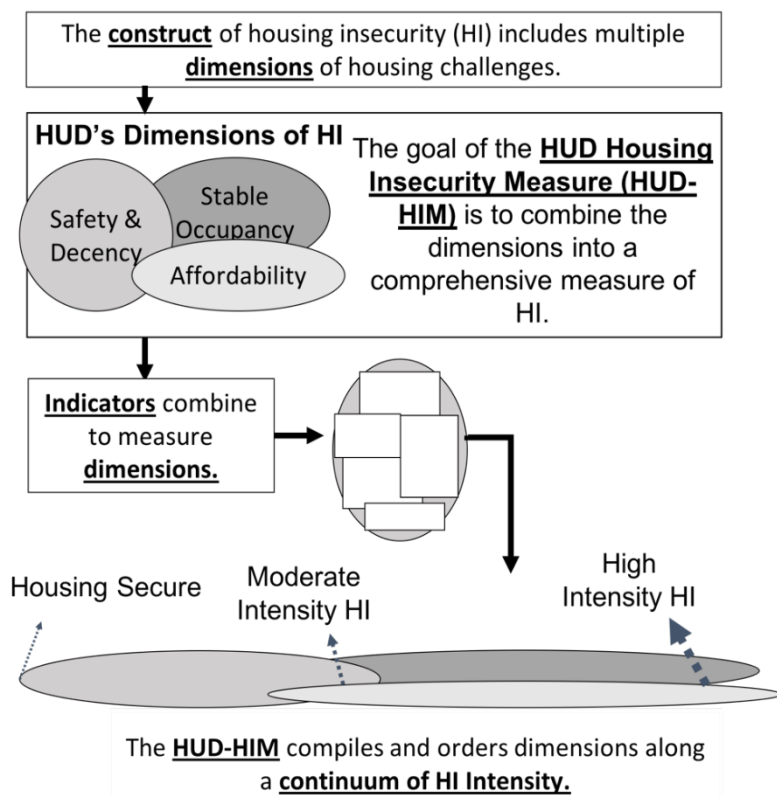 The construct of housing insecurity (HI) includes multiple
dimensions of housing challenges.
HUD's Dimensions of HI
Safety &
Decency
Stable
Occupancy
Affordability
The goal of the HUD Housing
Insecurity Measure (HUD-
HIM) is to combine the
dimensions into a
comprehensive measure of
HI.
Indicators combine
to measure
dimensions.
Housing Secure
Moderate
Intensity HI
High
Intensity HI
The HUD-HIM compiles and orders dimensions along
a continuum of HI Intensity.